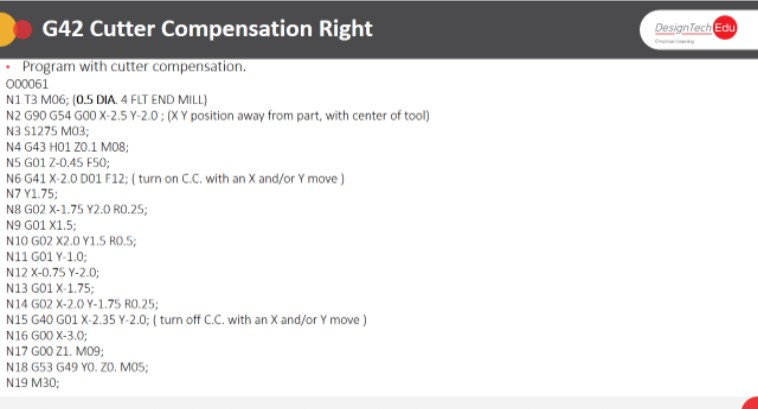 G42 Cutter Compensation Right
DesignTech Edu
• Program with cutter compensation.
O00061
N1 T3 M06; (0.5 DIA. 4 FLT END MILL)
N2 G90 G54 G00 X-2.5 Y-2.0 ; (X Y position away from part, with center of tool)
N3 S1275 M03;
N4 G43 H01 Z0.1 M08;
N5 G01 Z-0.45 F50;
N6 G41 X-2.0 D01 F12; ( turn on C.C. with an X and/or Y move )
N7 Y1.75;
N8 G02 X-1.75 Y2.0 R0.25;
N9 G01 X1.5;
N10 G02 X2.0 Y1.5 R0.5;
N11 G01 Y-1.0;
N12 X-0.75 Y-2.0;
N13 G01 X-1.75;
N14 G02 X-2.0 Y-1.75 R0.25;
N15 G40 G01 X-2.35 Y-2.0; ( turn off C.C. with an X and/or Y move )
N16 G00 X-3.0;
N17 G00 Z1. M09;
N18 G53 G49 Y0. Z0. M05;
N19 M30;